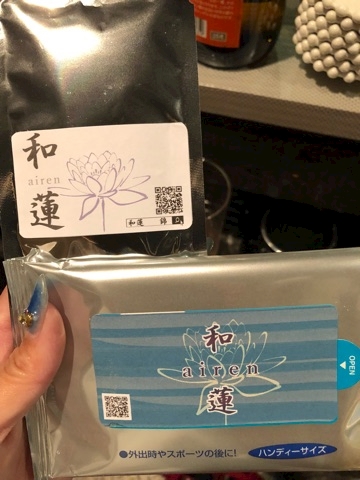 和
airen
蓮
和蓮 錦
和
airen
蓮
OPEN
●外出時やスポーツの後に!
ハンディーサイズ